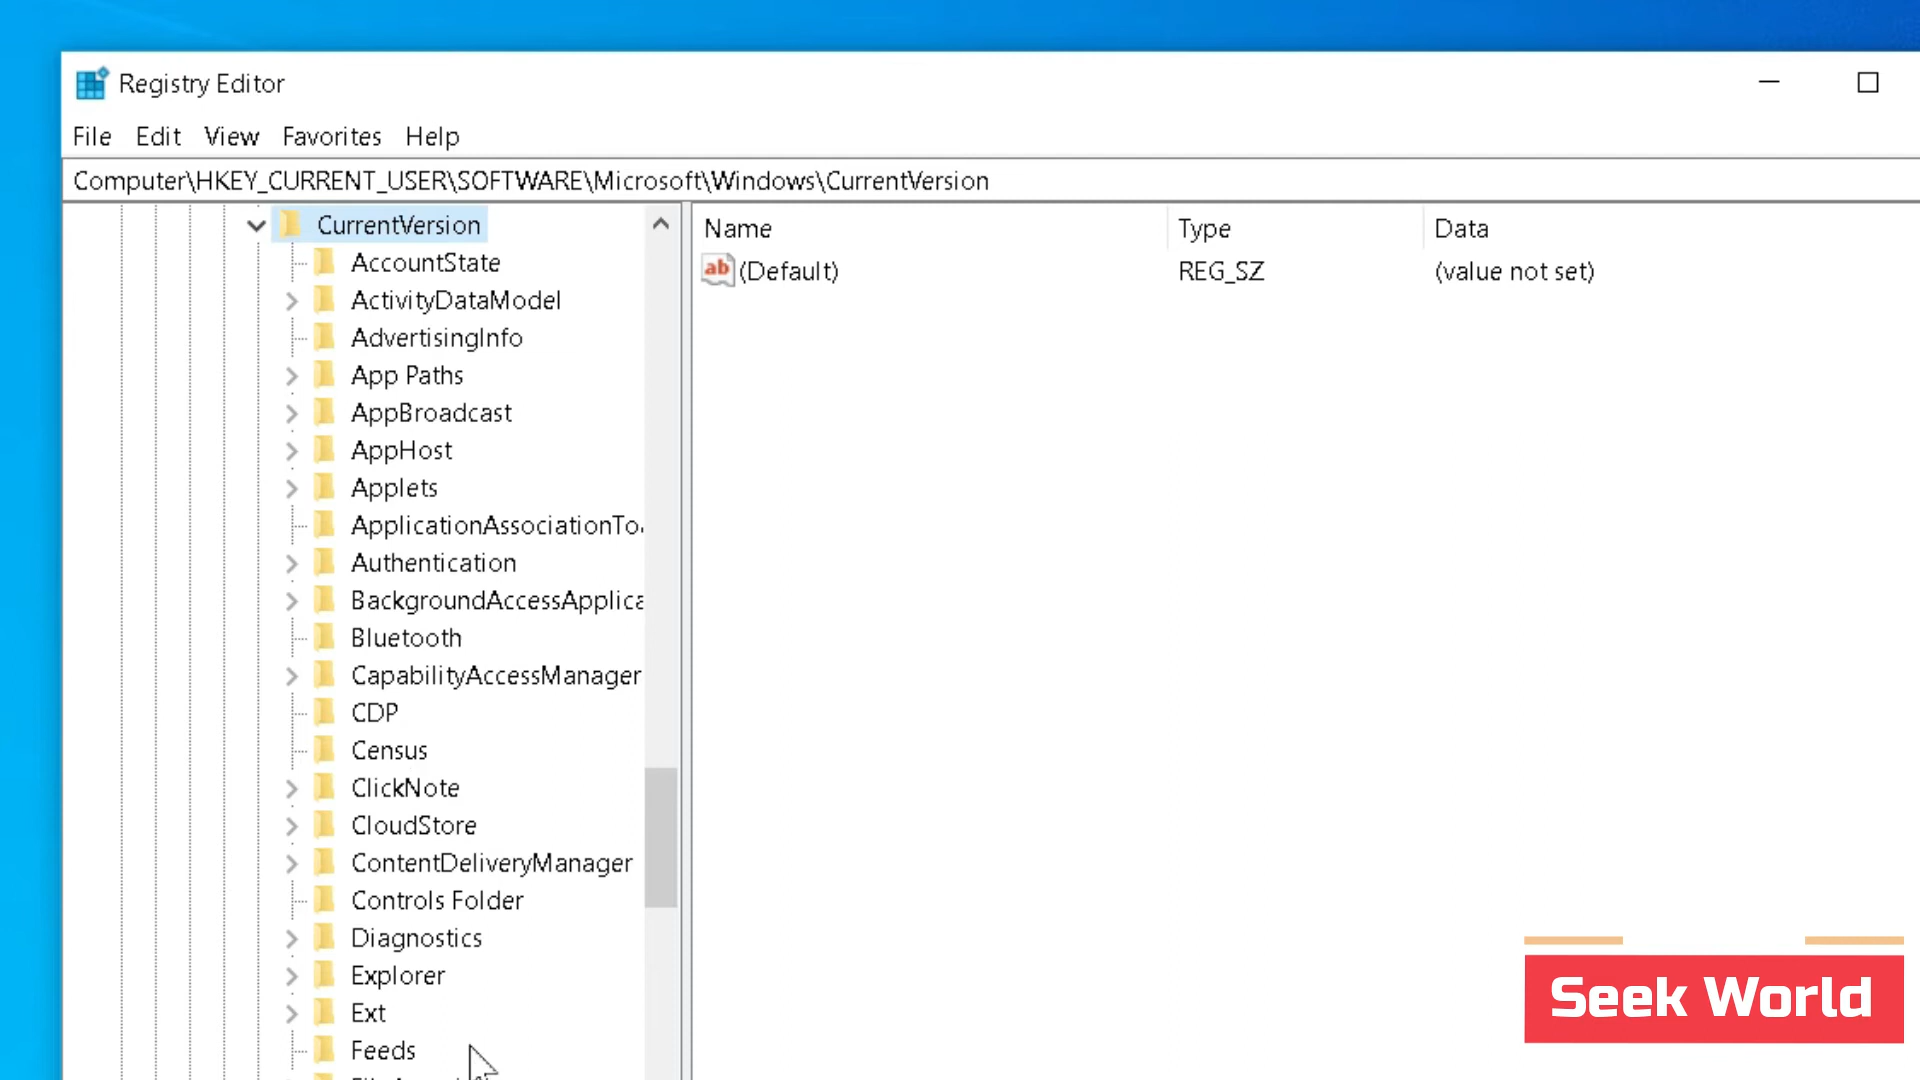 Registry Editor
File Edit View Favorites Help
Computer\HKEY_CURRENT_USER\SOFTWARE\Microsoft\Windows\CurrentVersion
CurrentVersion
AccountState
ActivityDataModel
AdvertisingInfo
App Paths
AppBroadcast
AppHost
Applets
ApplicationAssociationTo
Authentication
BackgroundAccessApplica
Bluetooth
CapabilityAccessManager
CDP
Census
ClickNote
CloudStore
ContentDeliveryManager
Controls Folder
Diagnostics
Explorer
Ext
Feeds
Name Type Data
ab (Default) REG_SZ (value not set)
Seek World